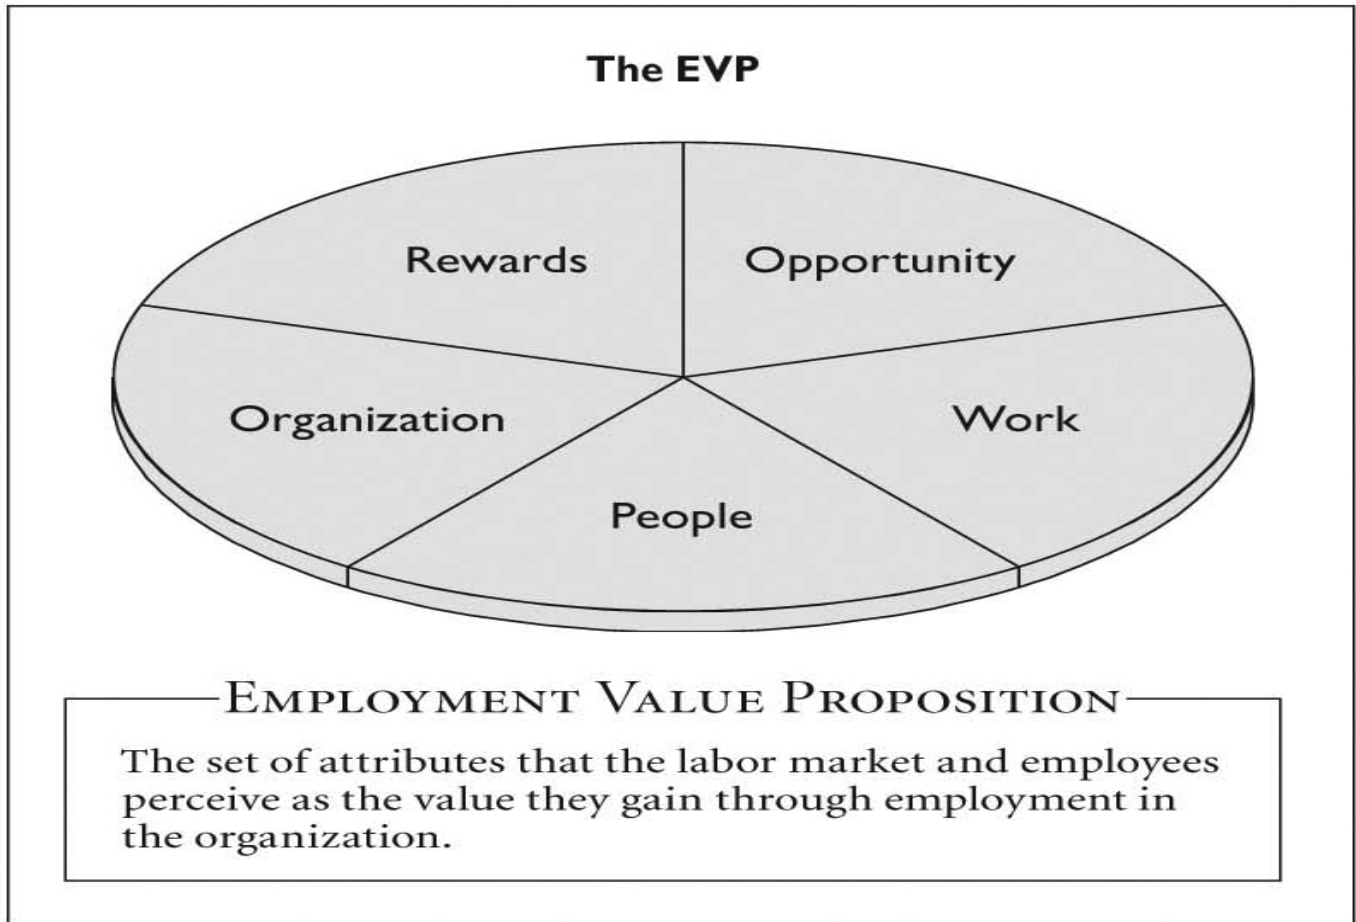 The EVP
Rewards
Opportunity
Organization
Work
People
EMPLOYMENT VALUE PROPOSITION
The set of attributes that the labor market and employees
perceive as the value they gain through employment in
the organization.